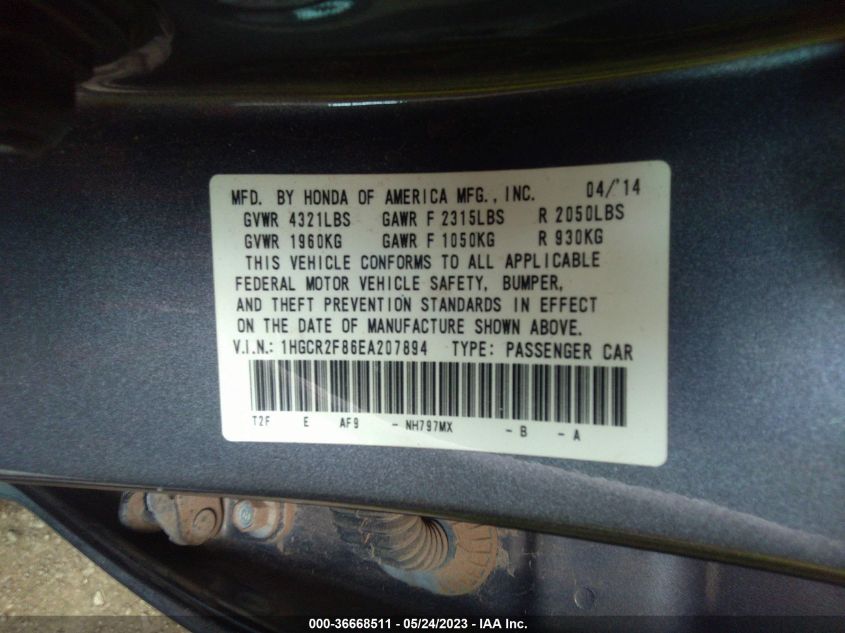 MFD. BY HONDA OF AMERICA MFG., INC. 04/'14
GVWR 4321LBS GAWR F 2315LBS R 2050LBS
GVWR 1960KG GAWR F 1050KG R 930KG
THIS VEHICLE CONFORMS TO ALL APPLICABLE
FEDERAL MOTOR VEHICLE SAFETY, BUMPER,
AND THEFT PREVENTION STANDARDS IN EFFECT
ON THE DATE OF MANUFACTURE SHOWN ABOVE.
V.I.N.: 1HGCR2F86EA207894 TYPE: PASSENGER CAR
T2F E AF9 - NH797MX - B - A
000-36668511 - 05/24/2023 - IAA Inc.